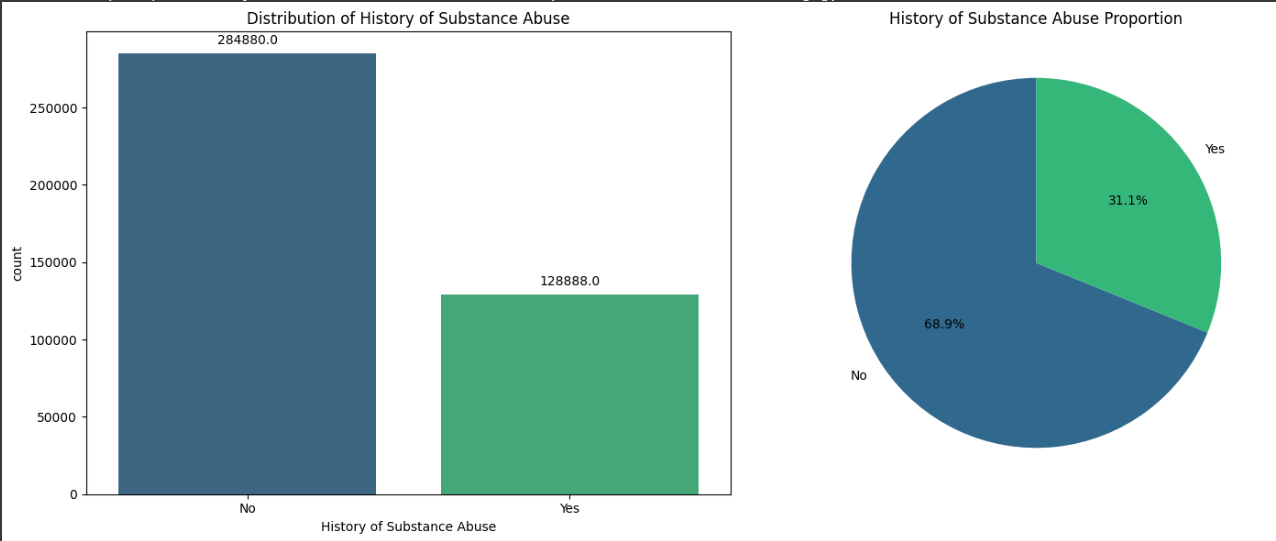 Distribution of History of Substance Abuse
284880.0
128888.0
250000
200000
150000
100000
50000
0
count
No
Yes
History of Substance Abuse
History of Substance Abuse Proportion
Yes
31.1%
68.9%
No